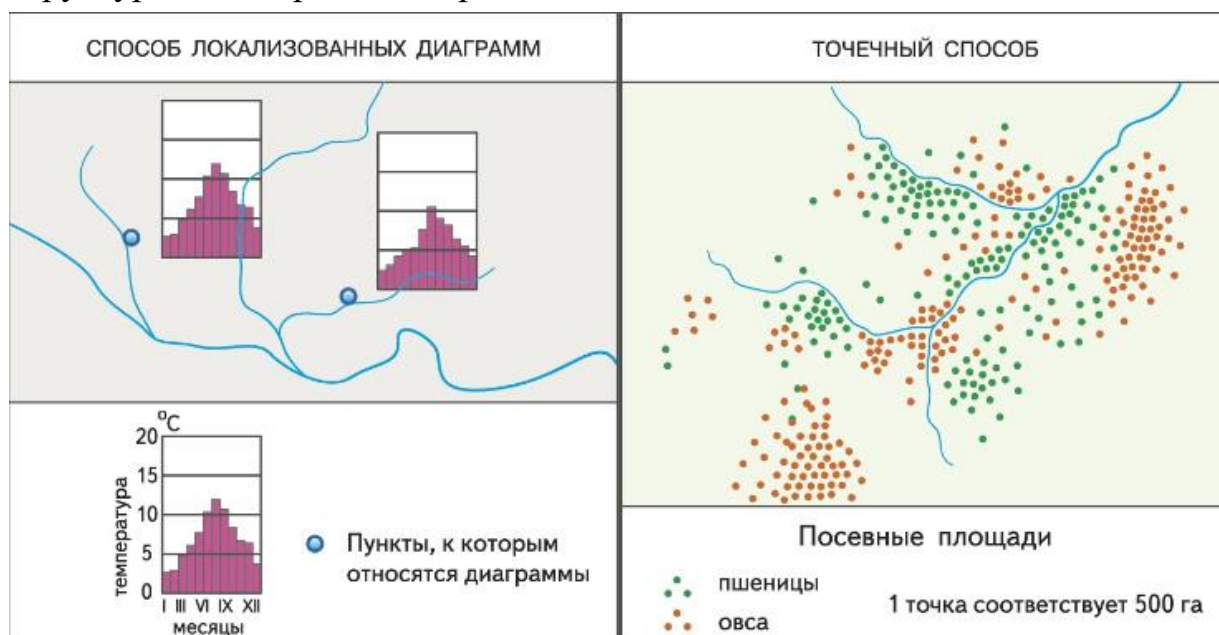 СПОСОБ ЛОКАЛИЗОВАННЫХ ДИАГРАММ
ТОЧЕЧНЫЙ СПОСОБ
°C
20
15
10
5
0
температура
I III VI IX XII
месяцы
Пункты, к которым
относятся диаграммы
Посевные площади
пшеницы
овса
1 точка соответствует 500 га